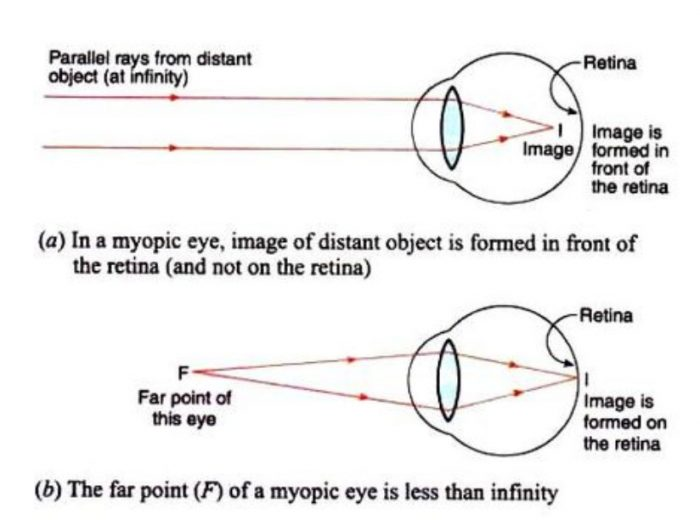 Parallel rays from distant
object (at infinity)
Retina
I
Image
Image is
formed in
front of
the retina
(a) In a myopic eye, image of distant object is formed in front of
the retina (and not on the retina)
Retina
F
Far point of
this eye
I
Image is
formed on
the retina
(b) The far point (F) of a myopic eye is less than infinity